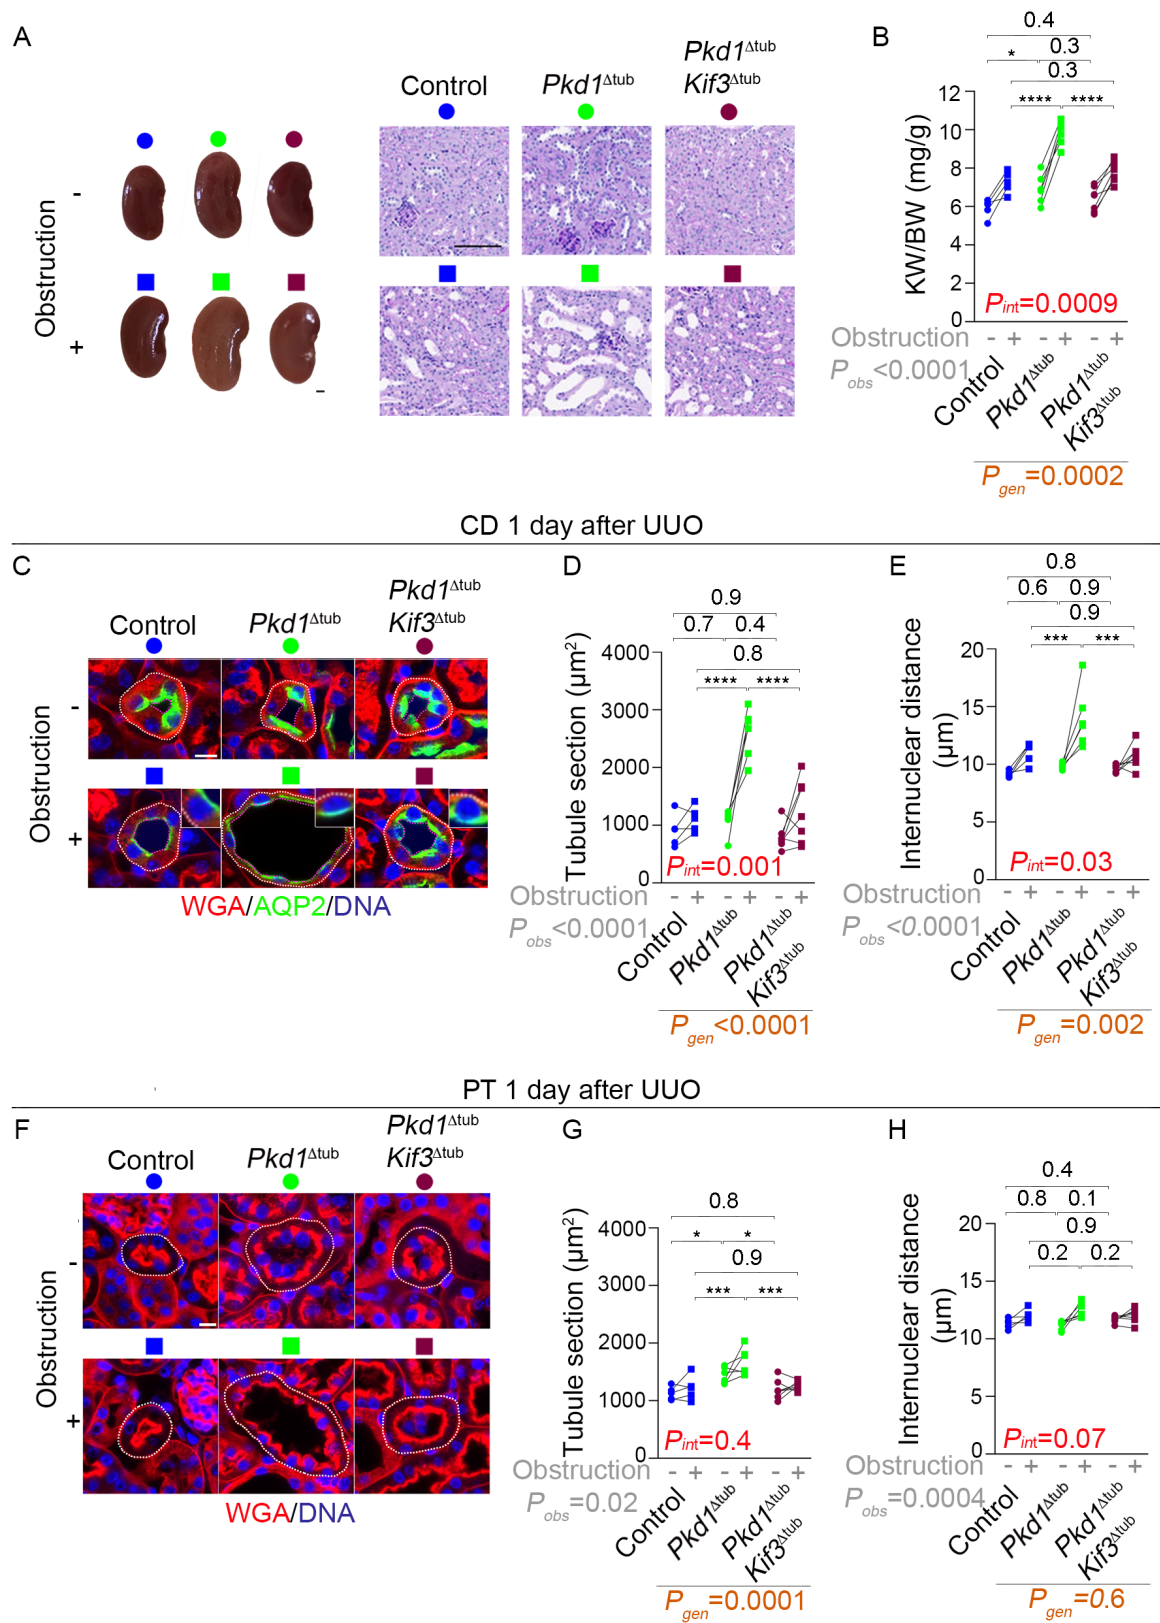 A
Control
Pkd1Δtub
Pkd1Δtub
Kif3Δtub
Obstruction
-
+
B
0.4
* 0.3
0.3
**** ****
KW/BW (mg/g)
12
10
8
6
4
2
0
Pint=0.0009
Obstruction - + - + - +
Pobs<0.0001
Control
Pkd1Δtub
Pkd1Δtub
Kif3Δtub
Pgen=0.0002
CD 1 day after UUO
C
Control
Pkd1Δtub
Pkd1Δtub
Kif3Δtub
Obstruction
-
+
WGA/AQP2/DNA
D
0.9
0.7 0.4
0.8
**** ****
Tubule section (µm2)
4000
3000
2000
1000
0
Pint=0.001
Obstruction - + - + - +
Pobs<0.0001
Control
Pkd1Δtub
Pkd1Δtub
Kif3Δtub
Pgen<0.0001
E
0.8
0.6 0.9
0.9
*** ***
Internuclear distance
(µm)
20
15
10
5
0
Pint=0.03
Obstruction - + - + - +
Pobs<0.0001
Control
Pkd1Δtub
Pkd1Δtub
Kif3Δtub
Pgen=0.002
PT 1 day after UUO
F
Control
Pkd1Δtub
Pkd1Δtub
Kif3Δtub
Obstruction
-
+
WGA/DNA
G
0.8
* *
0.9
*** ***
Tubule section (µm2)
4000
3000
2000
1000
0
Pint=0.4
Obstruction - + - + - +
Pobs=0.02
Control
Pkd1Δtub
Pkd1Δtub
Kif3Δtub
Pgen=0.0001
H
0.4
0.8 0.1
0.9
0.2 0.2
Internuclear distance
(µm)
20
15
10
5
0
Pint=0.07
Obstruction - + - + - +
Pobs=0.0004
Control
Pkd1Δtub
Pkd1Δtub
Kif3Δtub
Pgen=0.6